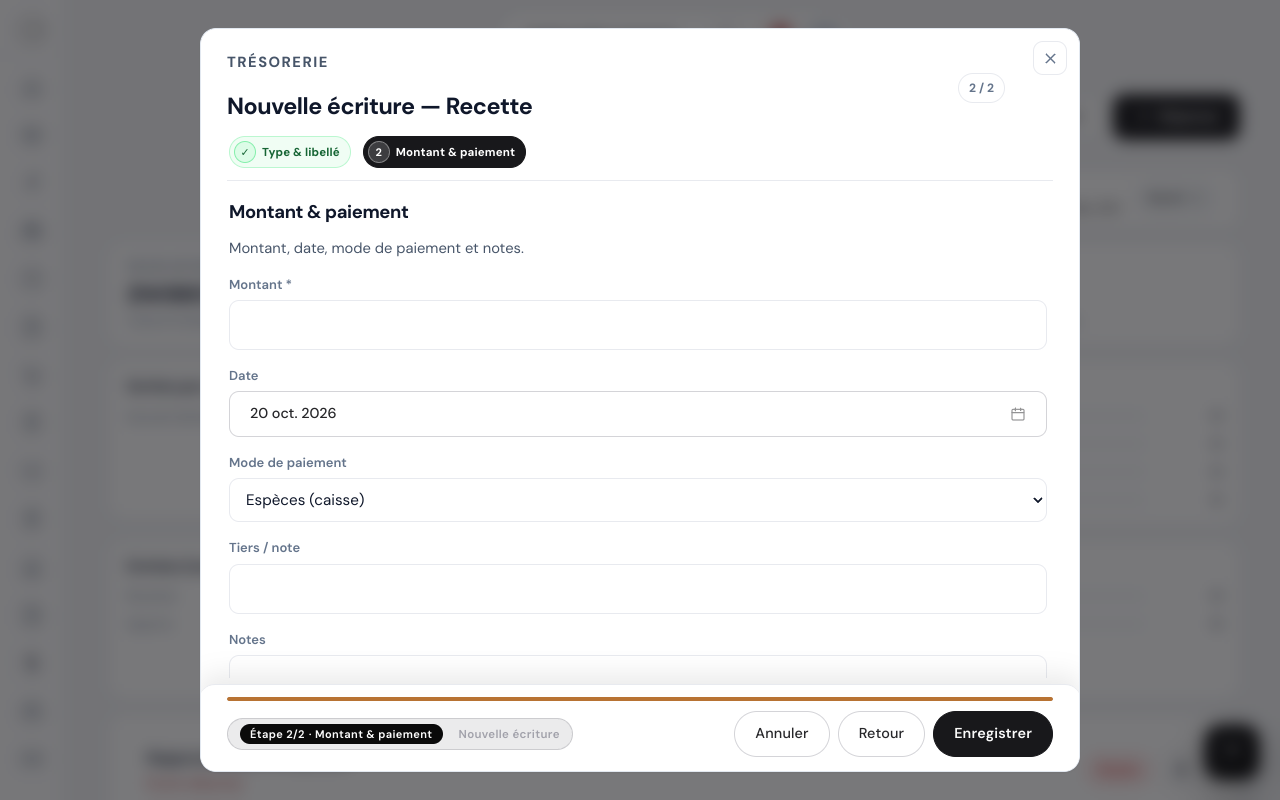 TRÉSORERIE
2 / 2
Nouvelle écriture — Recette
✓ Type & libellé
2 Montant & paiement
Montant & paiement
Montant, date, mode de paiement et notes.
Montant *
Date
20 oct. 2026
Mode de paiement
Espèces (caisse)
Tiers / note
Notes
Étape 2/2 · Montant & paiement
Nouvelle écriture
Annuler
Retour
Enregistrer